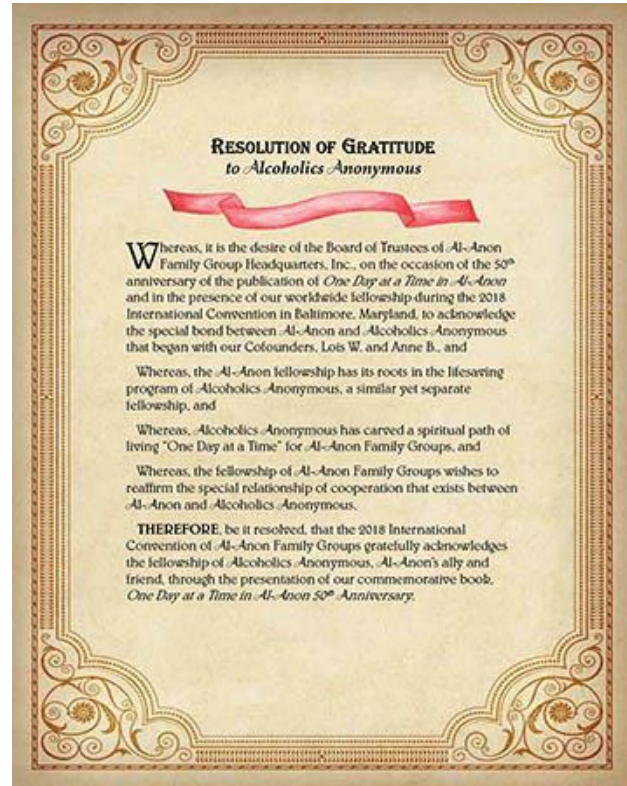 RESOLUTION OF GRATITUDE
to Alcoholics Anonymous
Whereas, it is the desire of the Board of Trustees of Al-Anon
Family Group Headquarters, Inc., on the occasion of the 50th
anniversary of the publication of One Day at a Time in Al-Anon
and in the presence of our worldwide fellowship during the 2018
International Convention in Baltimore, Maryland, to acknowledge
the special bond between Al-Anon and Alcoholics Anonymous
that began with our Cofounders, Lois W. and Anne B., and
Whereas, the Al-Anon fellowship has its roots in the lifesaving
program of Alcoholics Anonymous, a similar yet separate
fellowship, and
Whereas, Alcoholics Anonymous has carved a spiritual path of
living "One Day at a Time" for Al-Anon Family Groups, and
Whereas, the fellowship of Al-Anon Family Groups wishes to
reaffirm the special relationship of cooperation that exists between
Al-Anon and Alcoholics Anonymous,
THEREFORE, be it resolved, that the 2018 International
Convention of Al-Anon Family Groups gratefully acknowledges
the fellowship of Alcoholics Anonymous, Al-Anon's ally and
friend, through the presentation of our commemorative book,
One Day at a Time in Al-Anon 50th Anniversary.